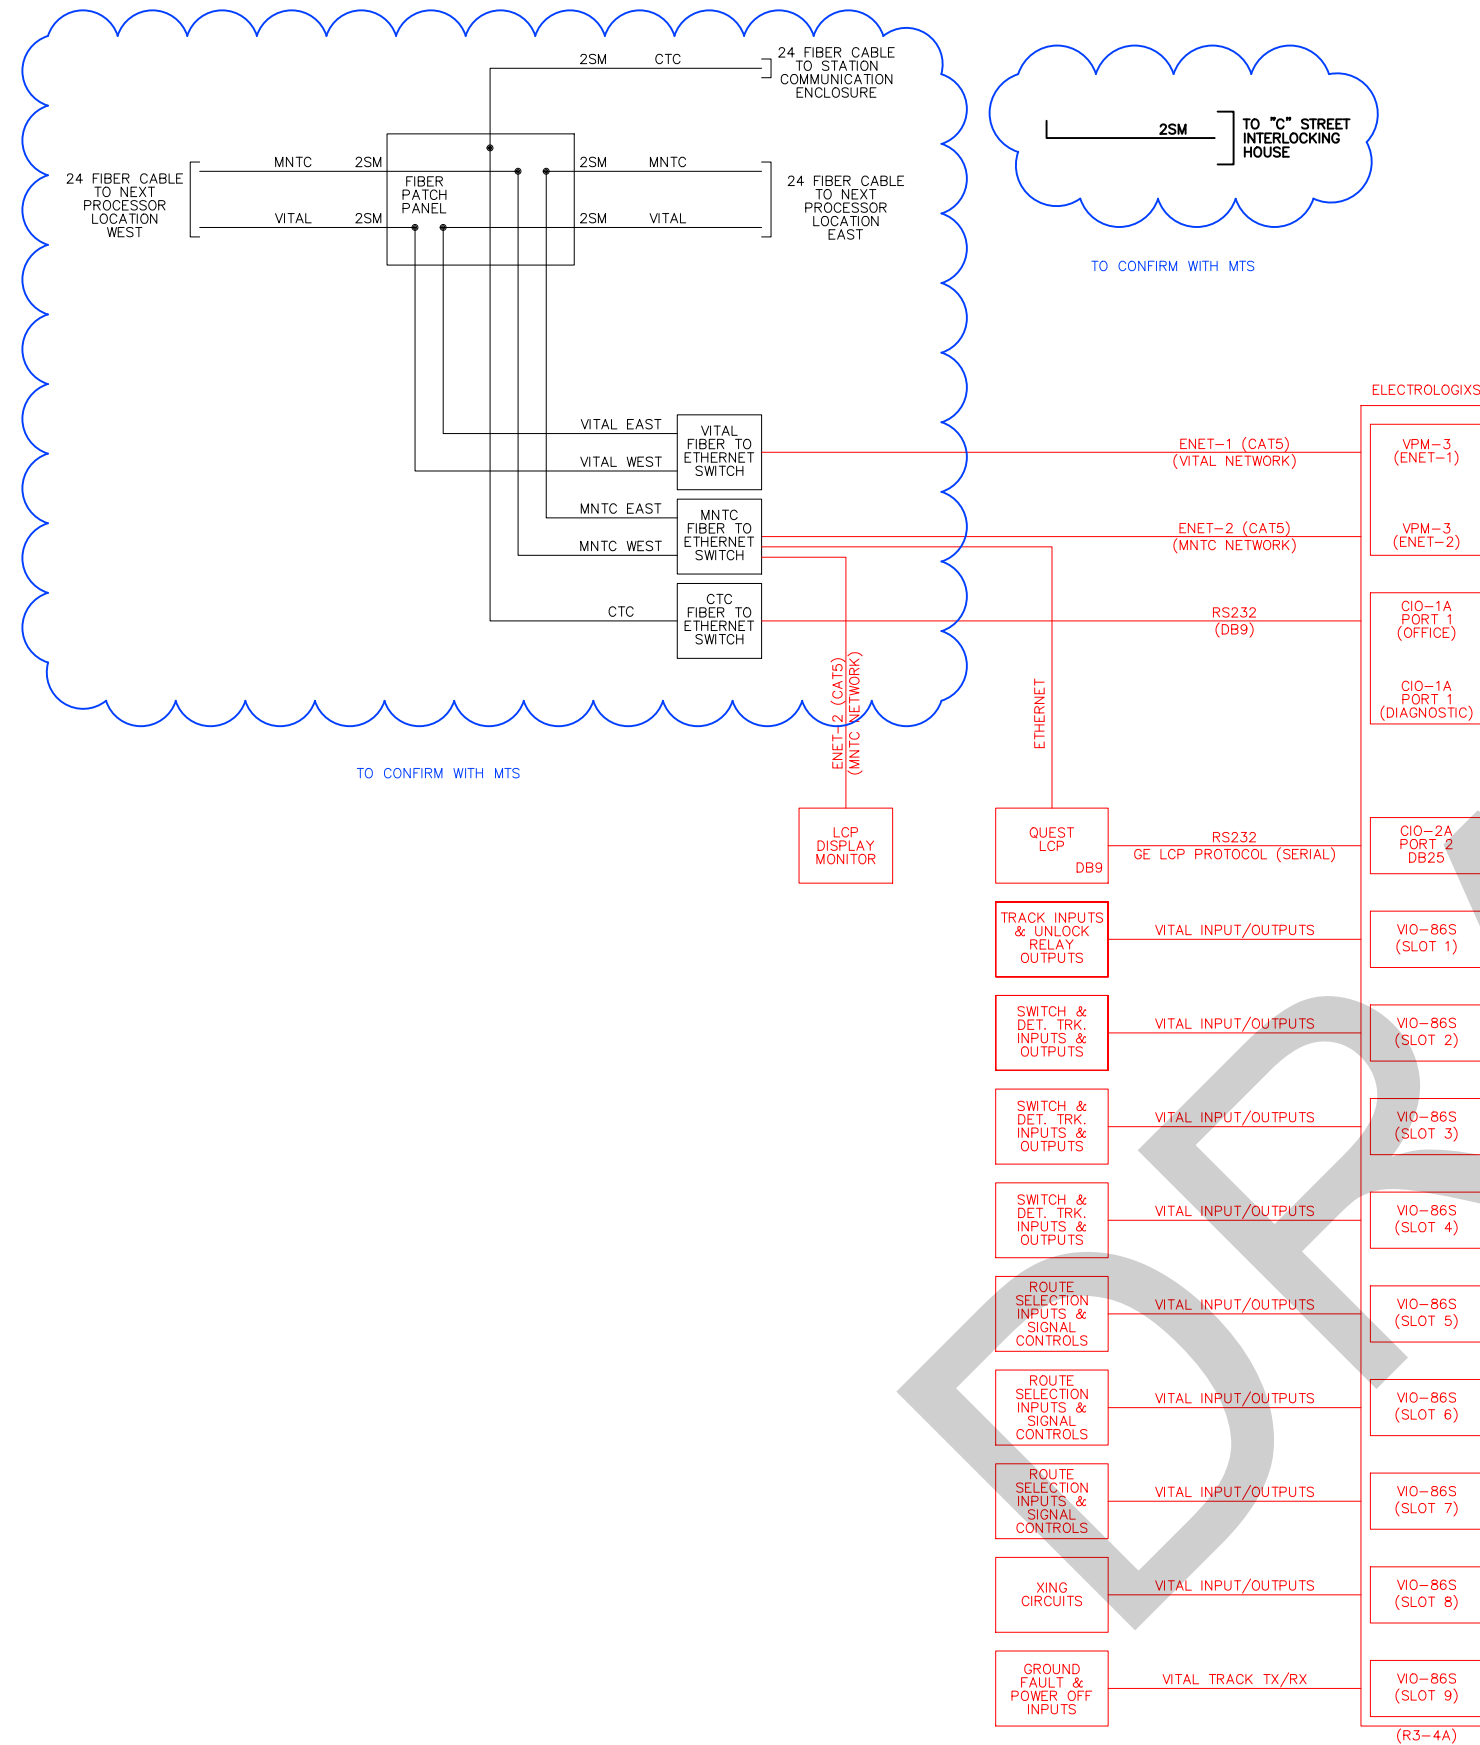 2SM CTC
24 FIBER CABLE
TO STATION
COMMUNICATION
ENCLOSURE
24 FIBER CABLE
TO NEXT
PROCESSOR
LOCATION
WEST
MNTC 2SM
VITAL 2SM
FIBER
PATCH
PANEL
2SM MNTC
2SM VITAL
24 FIBER CABLE
TO NEXT
PROCESSOR
LOCATION
EAST
2SM
TO "C" STREET
INTERLOCKING
HOUSE
TO CONFIRM WITH MTS
VITAL EAST
VITAL WEST
VITAL
FIBER TO
ETHERNET
SWITCH
MNTC EAST
MNTC WEST
MNTC
FIBER TO
ETHERNET
SWITCH
CTC
CTC
FIBER TO
ETHERNET
SWITCH
TO CONFIRM WITH MTS
ELECTROLOGIXS
ENET-1 (CAT5)
(VITAL NETWORK)
VPM-3
(ENET-1)
ENET-2 (CAT5)
(MNTC NETWORK)
VPM-3
(ENET-2)
RS232
(DB9)
CIO-1A
PORT 1
(OFFICE)
CIO-1A
PORT 1
(DIAGNOSTIC)
ENET-2 (CAT5)
(MNTC NETWORK)
ETHERNET
LCP
DISPLAY
MONITOR
QUEST
LCP
DB9
RS232
GE LCP PROTOCOL (SERIAL)
CIO-2A
PORT 2
DB25
TRACK INPUTS
& UNLOCK
RELAY
OUTPUTS
VITAL INPUT/OUTPUTS
VIO-86S
(SLOT 1)
SWITCH &
DET. TRK.
INPUTS &
OUTPUTS
VITAL INPUT/OUTPUTS
VIO-86S
(SLOT 2)
SWITCH &
DET. TRK.
INPUTS &
OUTPUTS
VITAL INPUT/OUTPUTS
VIO-86S
(SLOT 3)
SWITCH &
DET. TRK.
INPUTS &
OUTPUTS
VITAL INPUT/OUTPUTS
VIO-86S
(SLOT 4)
ROUTE
SELECTION
INPUTS &
SIGNAL
CONTROLS
VITAL INPUT/OUTPUTS
VIO-86S
(SLOT 5)
ROUTE
SELECTION
INPUTS &
SIGNAL
CONTROLS
VITAL INPUT/OUTPUTS
VIO-86S
(SLOT 6)
ROUTE
SELECTION
INPUTS &
SIGNAL
CONTROLS
VITAL INPUT/OUTPUTS
VIO-86S
(SLOT 7)
XING
CIRCUITS
VITAL INPUT/OUTPUTS
VIO-86S
(SLOT 8)
GROUND
FAULT &
POWER OFF
INPUTS
VITAL TRACK TX/RX
VIO-86S
(SLOT 9)
(R3-4A)